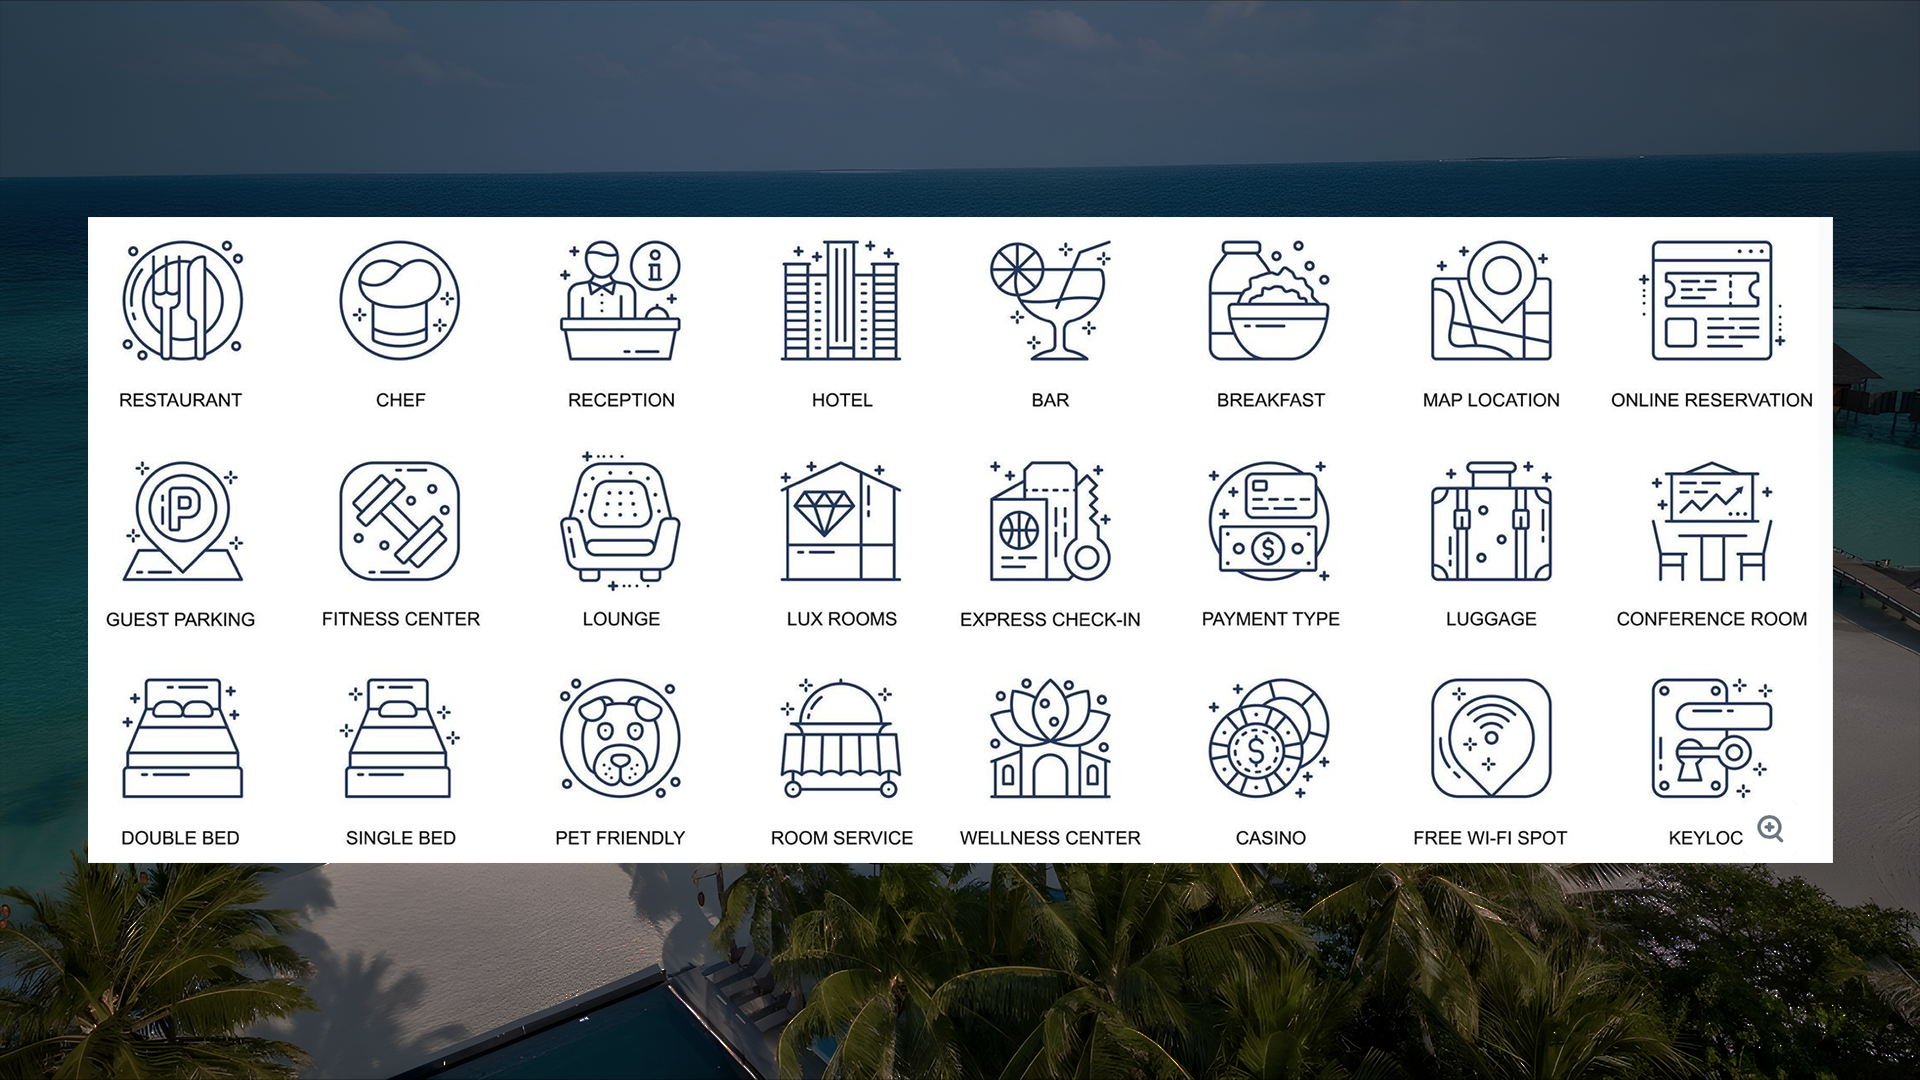 RESTAURANT
CHEF
RECEPTION
HOTEL
BAR
BREAKFAST
MAP LOCATION
ONLINE RESERVATION
GUEST PARKING
FITNESS CENTER
LOUNGE
LUX ROOMS
EXPRESS CHECK-IN
PAYMENT TYPE
LUGGAGE
CONFERENCE ROOM
DOUBLE BED
SINGLE BED
PET FRIENDLY
ROOM SERVICE
WELLNESS CENTER
CASINO
FREE WI-FI SPOT
KEYLOC